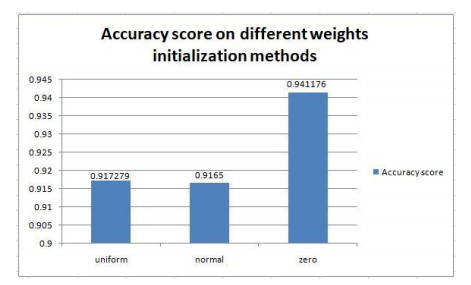 Accuracy score on different weights
initialization methods
0.945
0.94
0.935
0.93
0.925
0.92
0.915
0.91
0.905
0.9
0.917279
0.9165
0.941176
uniform
normal
zero
Accuracy score